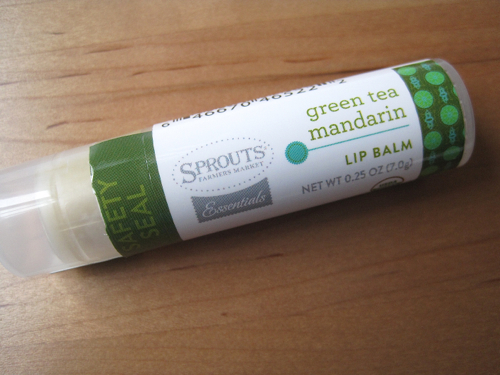 SPROUTS
FARMERS MARKET
Essentials
green tea
mandarin
LIP BALM
NET WT 0.25 OZ (7.0g)
SAFETY
SEAL